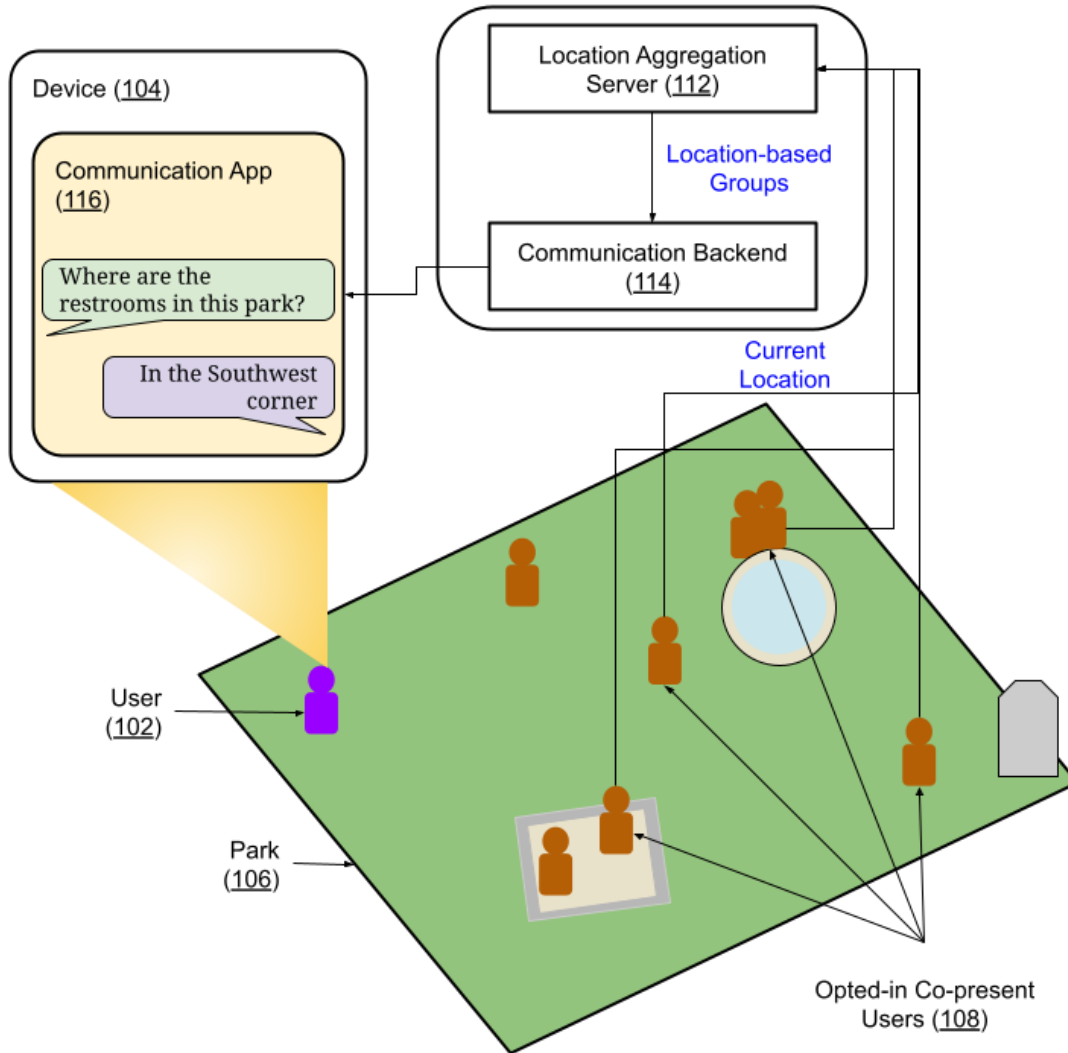 Device (104)
Communication App
(116)
Where are the
restrooms in this park?
In the Southwest
corner
Location Aggregation
Server (112)
Location-based
Groups
Communication Backend
(114)
Current
Location
User
(102)
Park
(106)
Opted-in Co-present
Users (108)